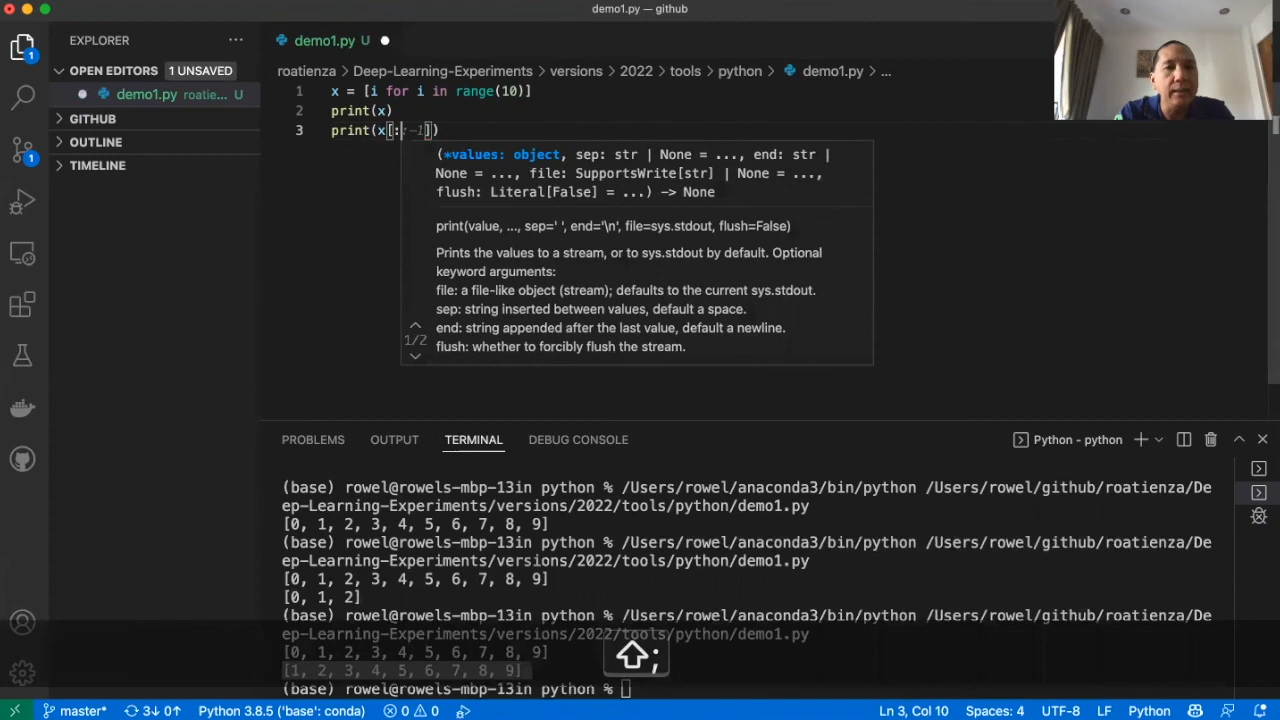 demo1.py — github
EXPLORER
OPEN EDITORS 1 UNSAVED
demo1.py roatie... U
GITHUB
OUTLINE
TIMELINE
1
1
demo1.py U
roatienza > Deep-Learning-Experiments > versions > 2022 > tools > python > demo1.py > ...
1 x = [i for i in range(10)]
2 print(x)
3 print(x[::-1])
(*values: object, sep: str | None = ..., end: str |
None = ..., file: SupportsWrite[str] | None = ...,
flush: Literal[False] = ...) -> None
print(value, ..., sep=' ', end='\n', file=sys.stdout, flush=False)
Prints the values to a stream, or to sys.stdout by default. Optional
keyword arguments:
file: a file-like object (stream); defaults to the current sys.stdout.
sep: string inserted between values, default a space.
end: string appended after the last value, default a newline.
flush: whether to forcibly flush the stream.
1/2
PROBLEMS OUTPUT TERMINAL DEBUG CONSOLE
Python - python
(base) rowel@rowels-mbp-13in python % /Users/rowel/anaconda3/bin/python /Users/rowel/github/roatienza/De
ep-Learning-Experiments/versions/2022/tools/python/demo1.py
[0, 1, 2, 3, 4, 5, 6, 7, 8, 9]
(base) rowel@rowels-mbp-13in python % /Users/rowel/anaconda3/bin/python /Users/rowel/github/roatienza/De
ep-Learning-Experiments/versions/2022/tools/python/demo1.py
[0, 1, 2, 3, 4, 5, 6, 7, 8, 9]
[0, 1, 2]
(base) rowel@rowels-mbp-13in python % /Users/rowel/anaconda3/bin/python /Users/rowel/github/roatienza/De
ep-Learning-Experiments/versions/2022/tools/python/demo1.py
[0, 1, 2, 3, 4, 5, 6, 7, 8, 9]
[1, 2, 3, 4, 5, 6, 7, 8, 9]
(base) rowel@rowels-mbp-13in python %
⇧;
master* 3↓ 0↑ Python 3.8.5 ('base': conda) 0 0 Ln 3, Col 10 Spaces: 4 UTF-8 LF Python